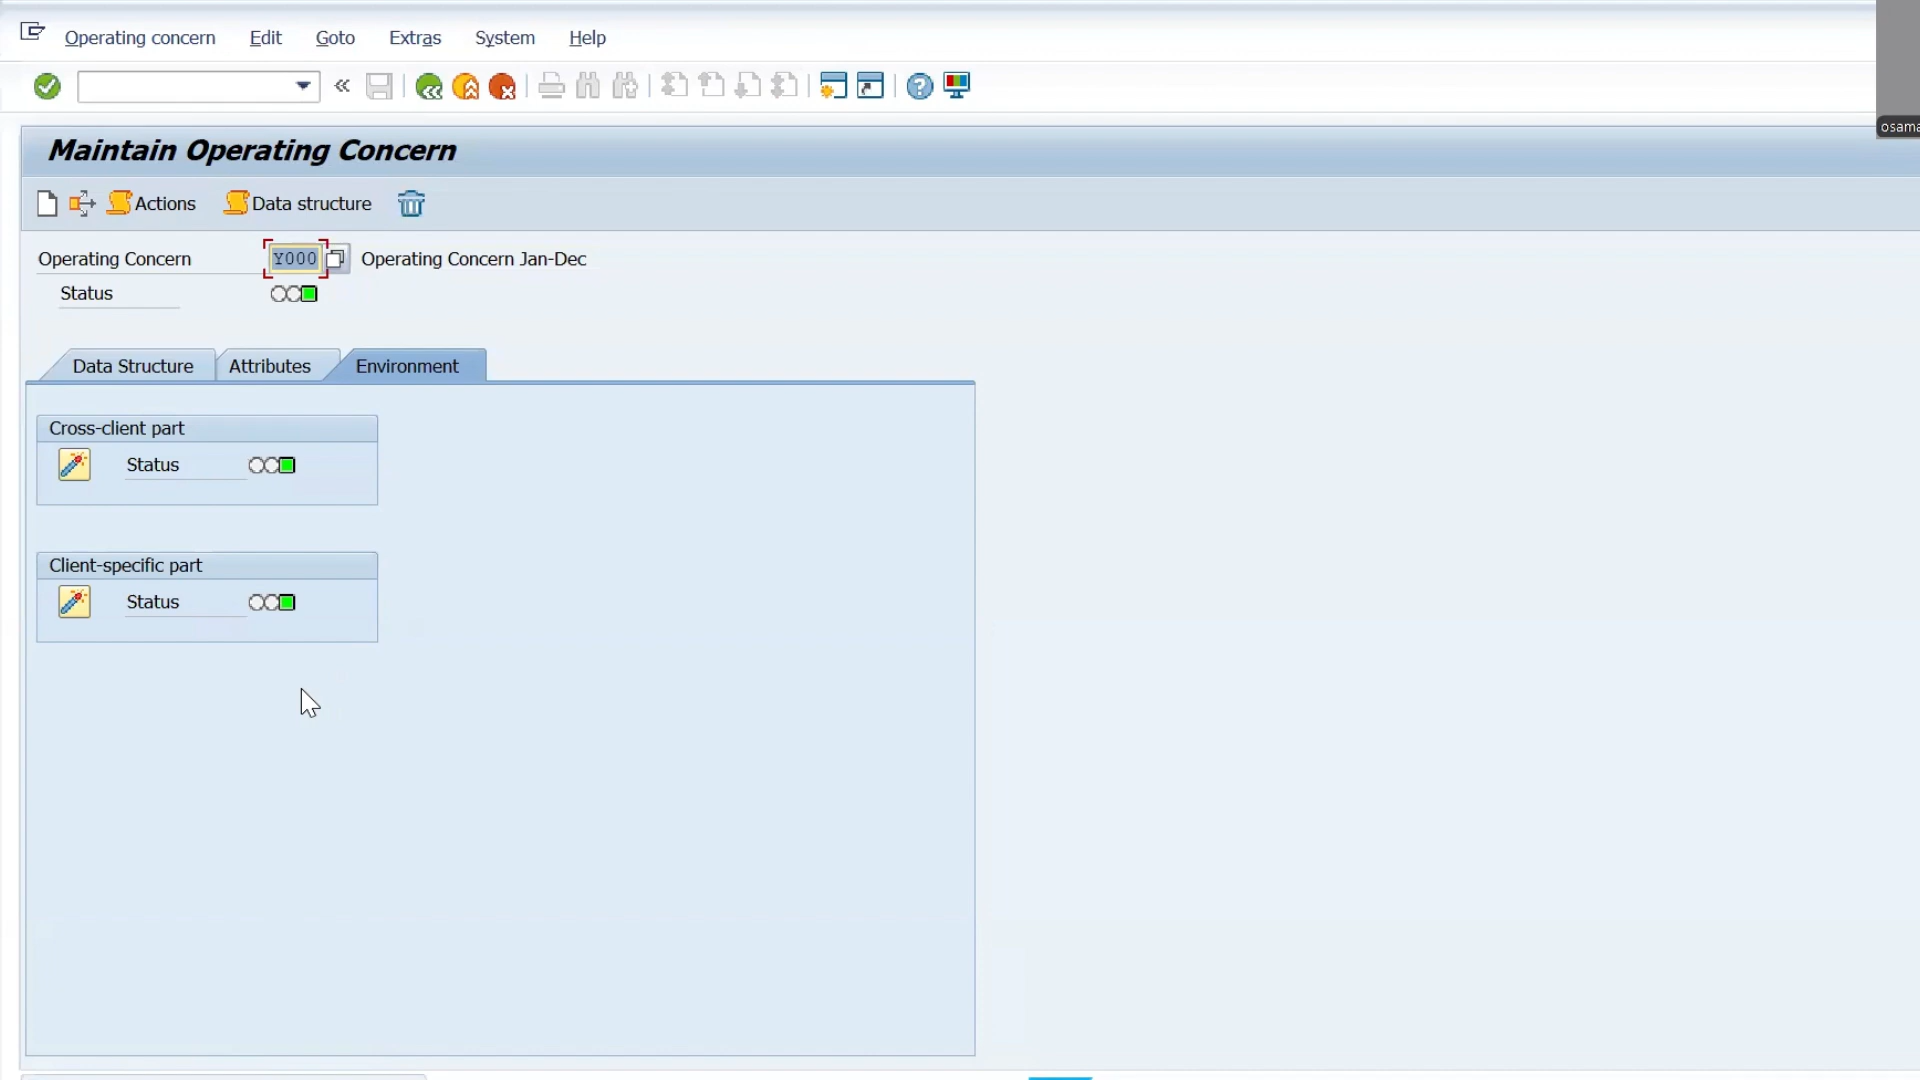 Operating concern Edit Goto Extras System Help
Maintain Operating Concern
Actions Data structure
Operating Concern Y000 Operating Concern Jan-Dec
Status
Data Structure Attributes Environment
Cross-client part
Status
Client-specific part
Status
osama